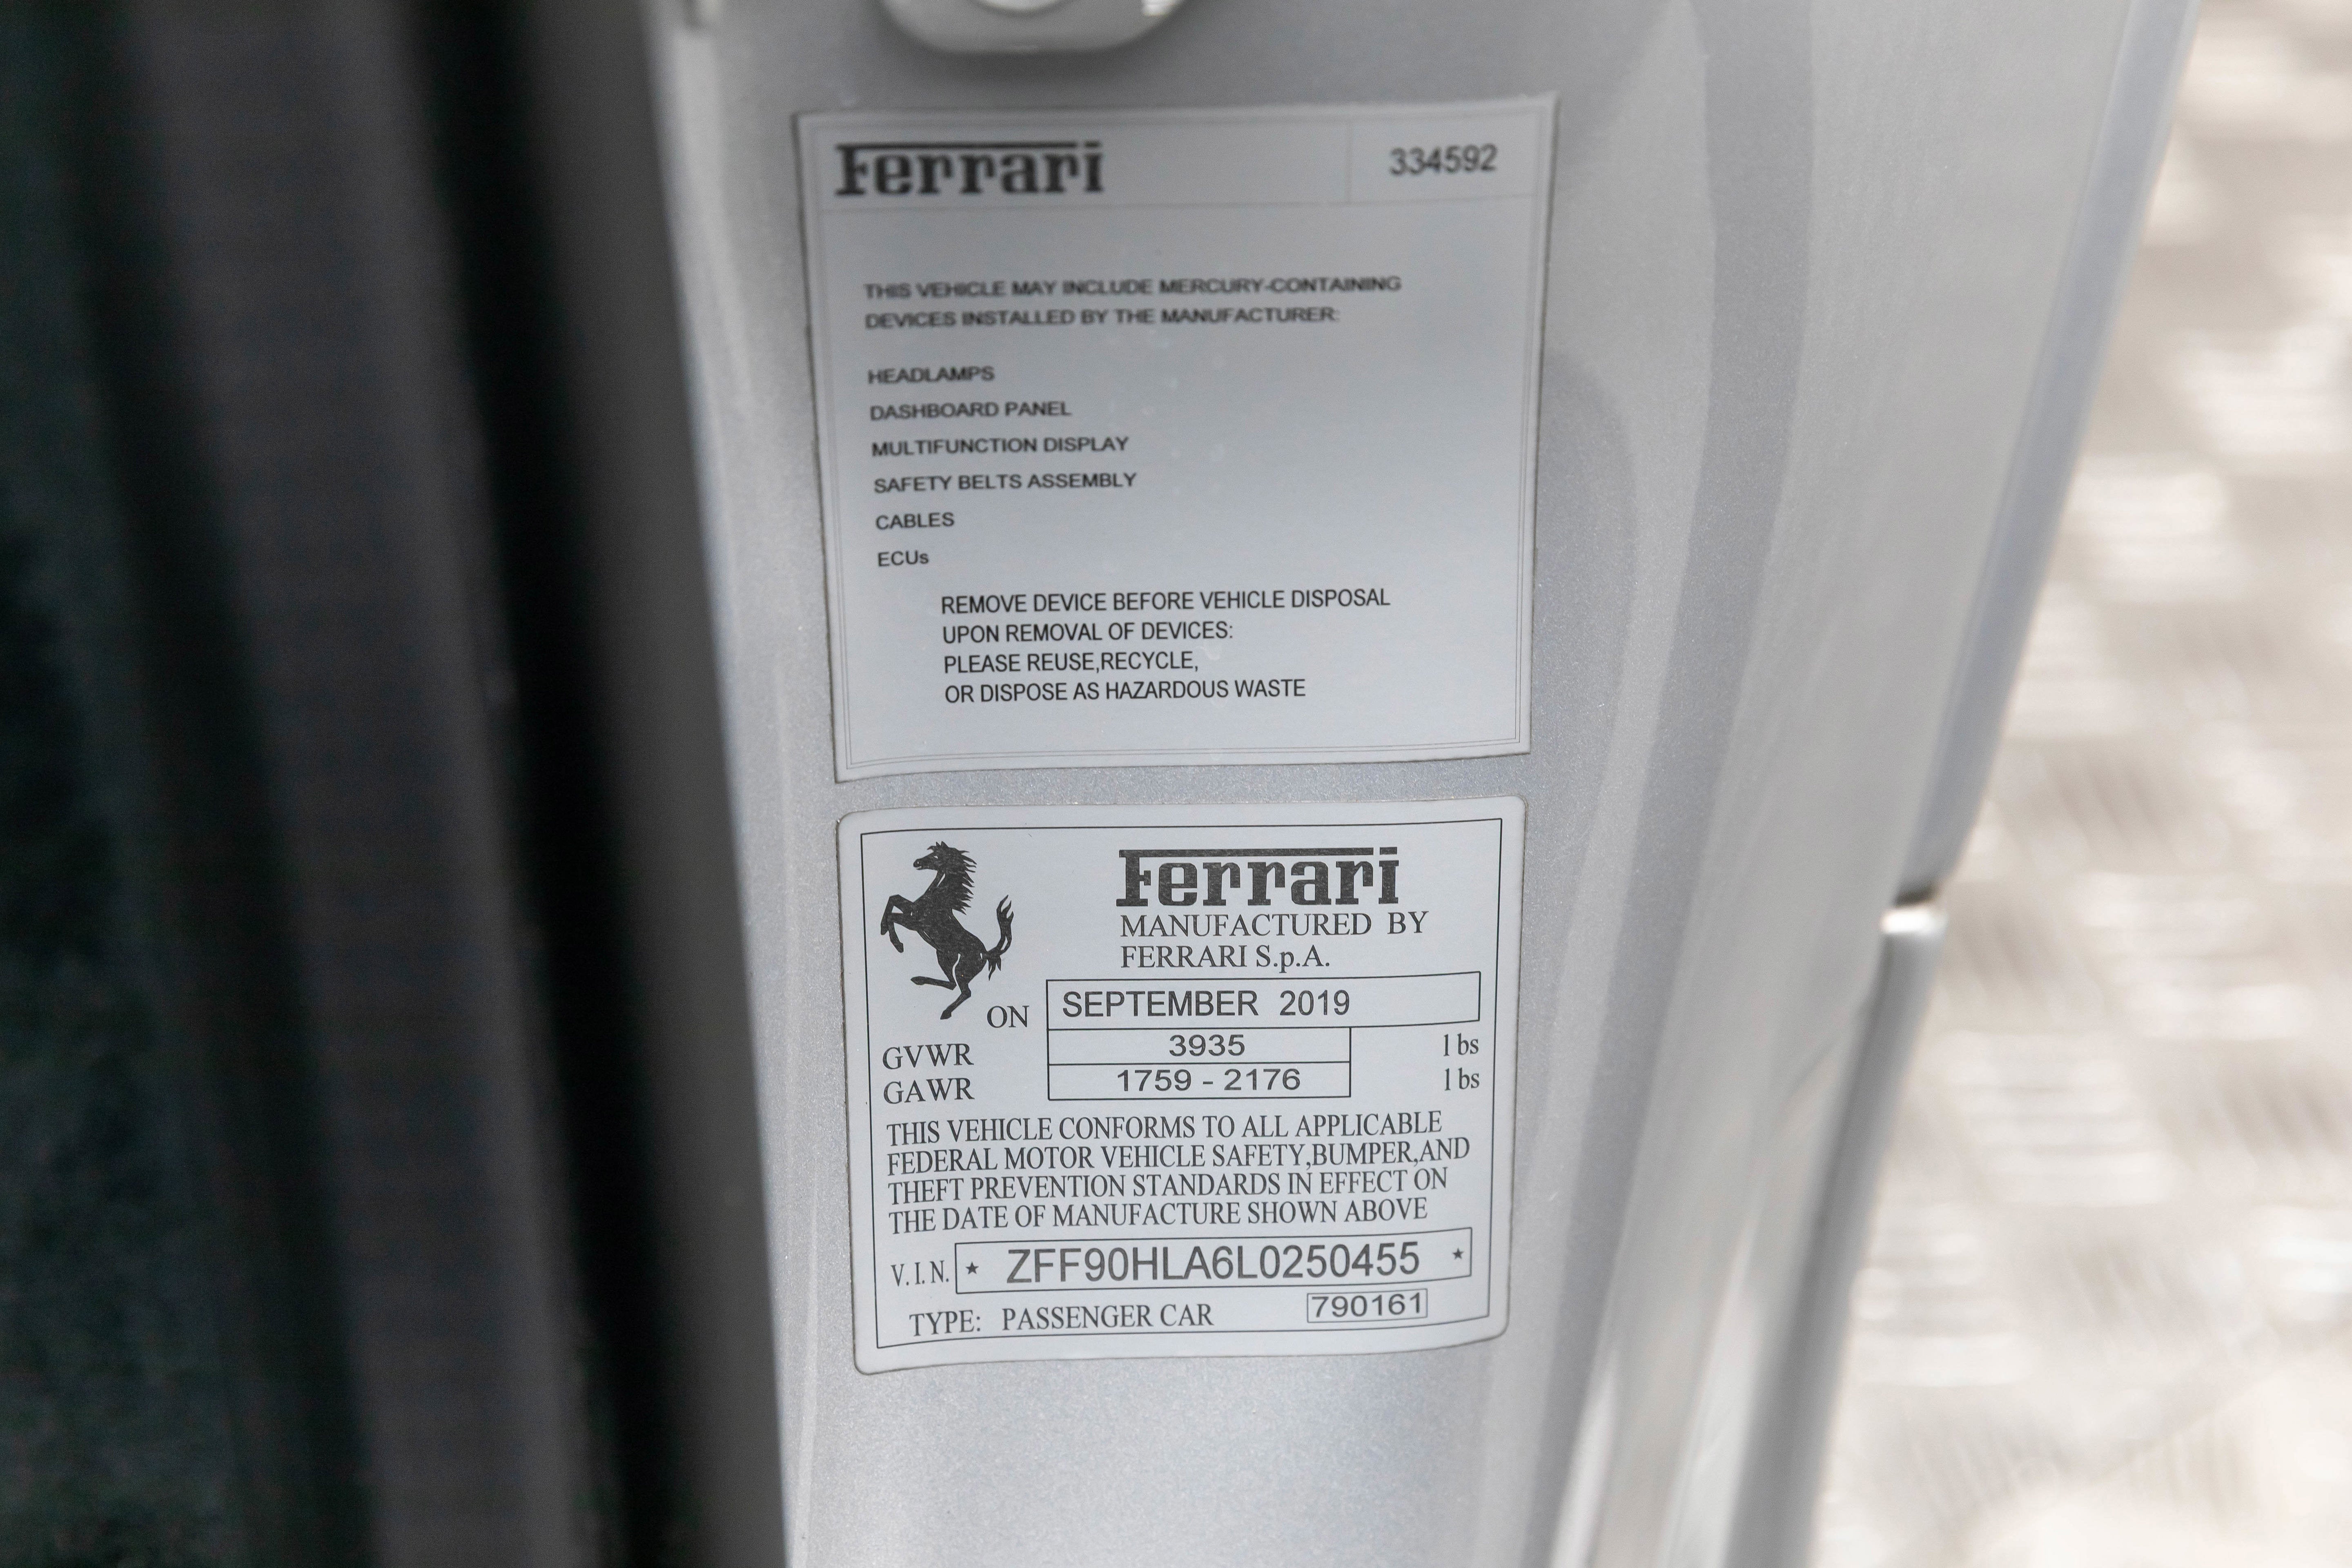 Ferrari 334592
THIS VEHICLE MAY INCLUDE MERCURY-CONTAINING
DEVICES INSTALLED BY THE MANUFACTURER:
HEADLAMPS
DASHBOARD PANEL
MULTIFUNCTION DISPLAY
SAFETY BELTS ASSEMBLY
CABLES
ECUs
REMOVE DEVICE BEFORE VEHICLE DISPOSAL
UPON REMOVAL OF DEVICES:
PLEASE REUSE,RECYCLE,
OR DISPOSE AS HAZARDOUS WASTE
Ferrari
MANUFACTURED BY
FERRARI S.p.A.
ON SEPTEMBER 2019
GVWR 3935 lbs
GAWR 1759 - 2176 lbs
THIS VEHICLE CONFORMS TO ALL APPLICABLE
FEDERAL MOTOR VEHICLE SAFETY,BUMPER,AND
THEFT PREVENTION STANDARDS IN EFFECT ON
THE DATE OF MANUFACTURE SHOWN ABOVE
V.I.N. ★ ZFF90HLA6L0250455 ★
TYPE: PASSENGER CAR 790161